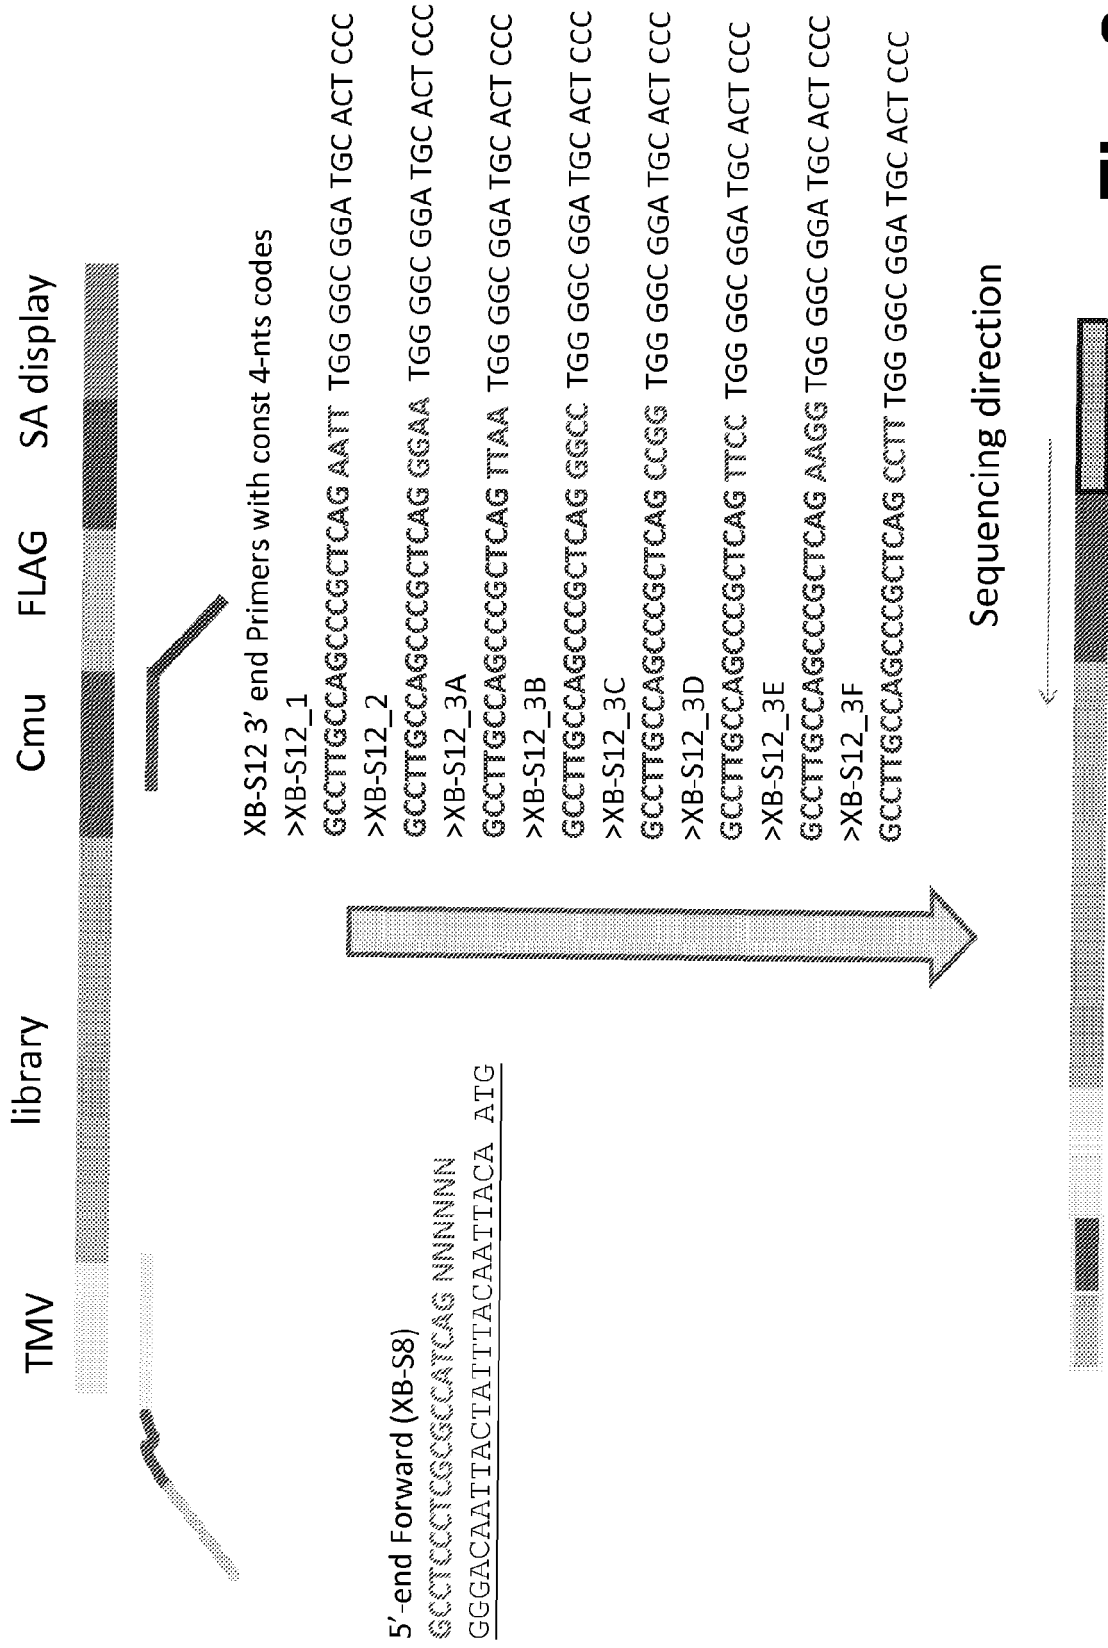 TMV library Cmu FLAG SA display
5'-end Forward (XB-S8)
GCCTCCCTCGCGCCATCAG NNNNNN
GGGACAATTACTATTTACAATTACA ATG
XB-S12 3' end Primers with const 4-nts codes
>XB-S12_1
GCCTTGCCAGCCCGCTCAG AATT TGG GGC GGA TGC ACT CCC
>XB-S12_2
GCCTTGCCAGCCCGCTCAG GGAA TGG GGC GGA TGC ACT CCC
>XB-S12_3A
GCCTTGCCAGCCCGCTCAG TTAA TGG GGC GGA TGC ACT CCC
>XB-S12_3B
GCCTTGCCAGCCCGCTCAG GGCC TGG GGC GGA TGC ACT CCC
>XB-S12_3C
GCCTTGCCAGCCCGCTCAG CCGG TGG GGC GGA TGC ACT CCC
>XB-S12_3D
GCCTTGCCAGCCCGCTCAG TTCC TGG GGC GGA TGC ACT CCC
>XB-S12_3E
GCCTTGCCAGCCCGCTCAG AAGG TGG GGC GGA TGC ACT CCC
>XB-S12_3F
GCCTTGCCAGCCCGCTCAG CCTT TGG GGC GGA TGC ACT CCC
Sequencing direction